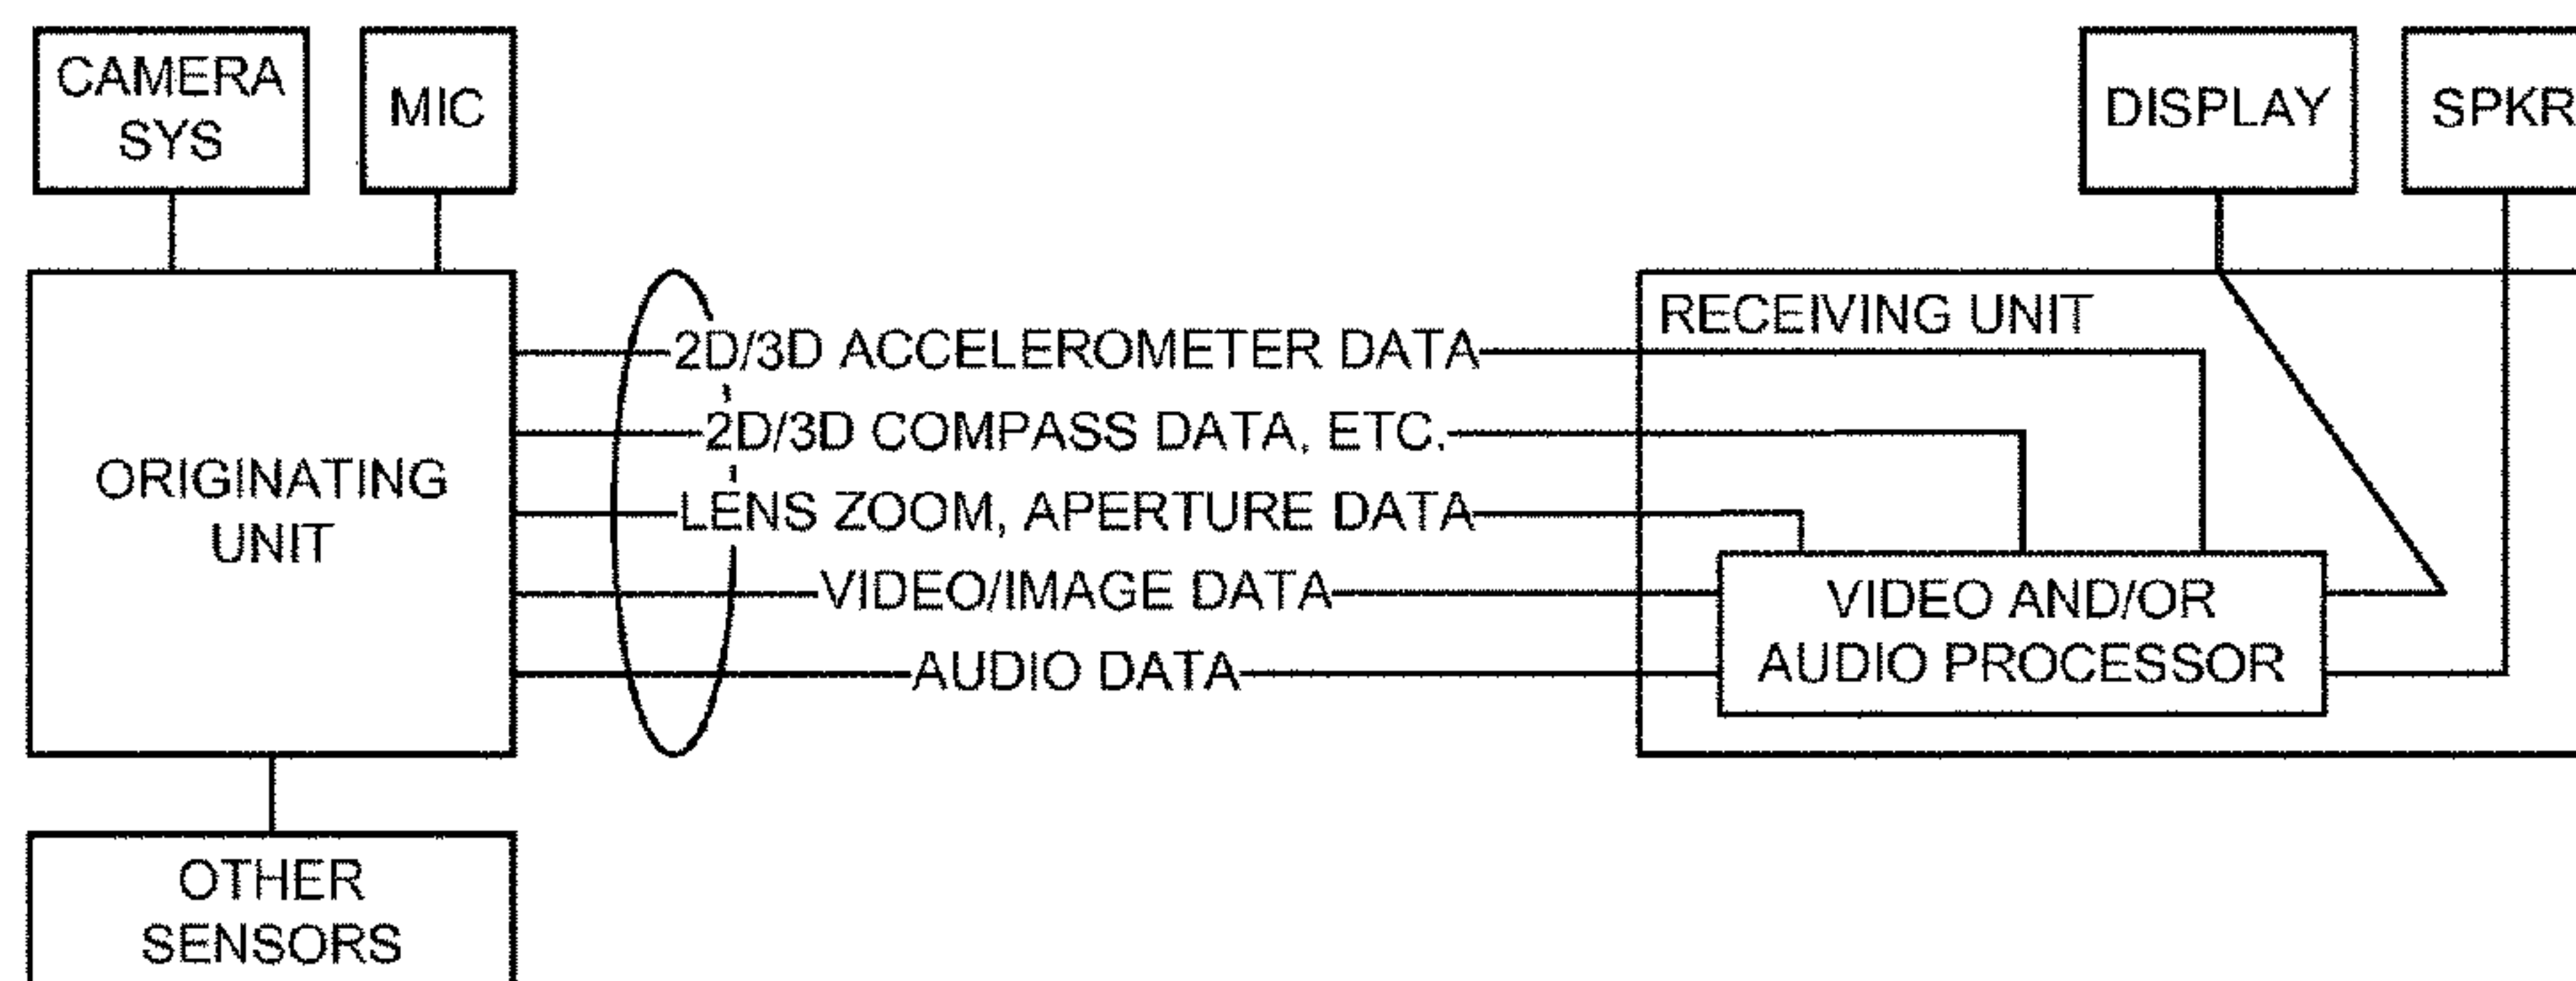 CAMERA
SYS
MIC
DISPLAY
SPKR
RECEIVING UNIT
2D/3D ACCELEROMETER DATA
2D/3D COMPASS DATA, ETC.
LENS ZOOM, APERTURE DATA
VIDEO/IMAGE DATA
AUDIO DATA
ORIGINATING
UNIT
VIDEO AND/OR
AUDIO PROCESSOR
OTHER
SENSORS